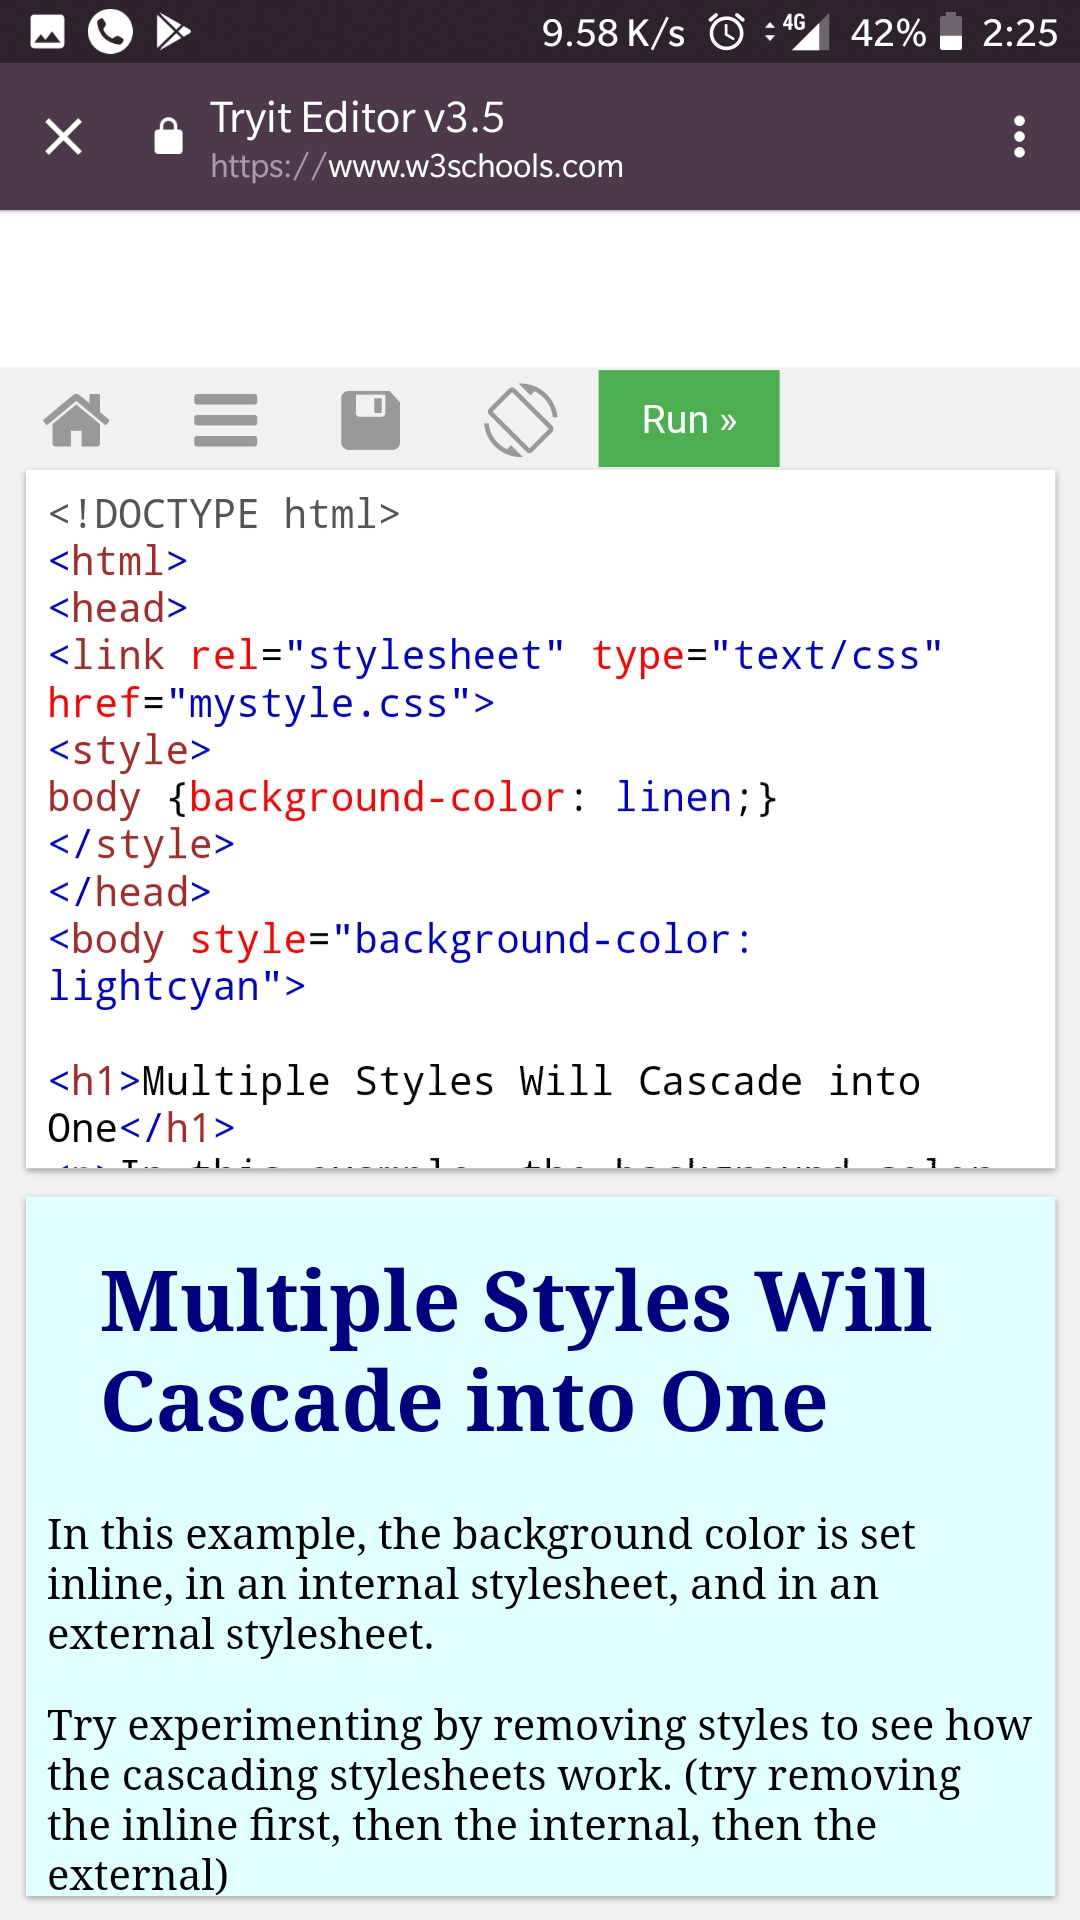 9.58 K/s 4G 42% 2:25
Tryit Editor v3.5
https://www.w3schools.com
Run »
<!DOCTYPE html>
<html>
<head>
<link rel="stylesheet" type="text/css"
href="mystyle.css">
<style>
body {background-color: linen;}
</style>
</head>
<body style="background-color:
lightcyan">
<h1>Multiple Styles Will Cascade into
One</h1>
Multiple Styles Will
Cascade into One
In this example, the background color is set
inline, in an internal stylesheet, and in an
external stylesheet.
Try experimenting by removing styles to see how
the cascading stylesheets work. (try removing
the inline first, then the internal, then the
external)